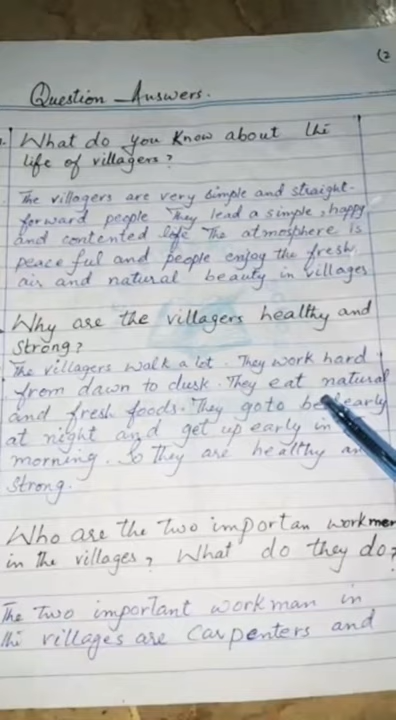 (2
Question Answers.
What do you know about the
life of villagers?
The villagers are very simple and straight-
forward people They lead a simple, happy
and contented life The atmosphere is
peace ful and people enjoy the fresh
air and natural beauty in villages
Why are the villagers healthy and
Strong?
The villagers walk a lot. They work hard
from dawn to dusk. They eat natural
and fresh foods. They goto bed early
at night and get up early in
morning. So They are healthy an
Strong.
Who are the Two importan workmen
in the villages, What do they do?
The Two important workman in
the villages are Carpenters and